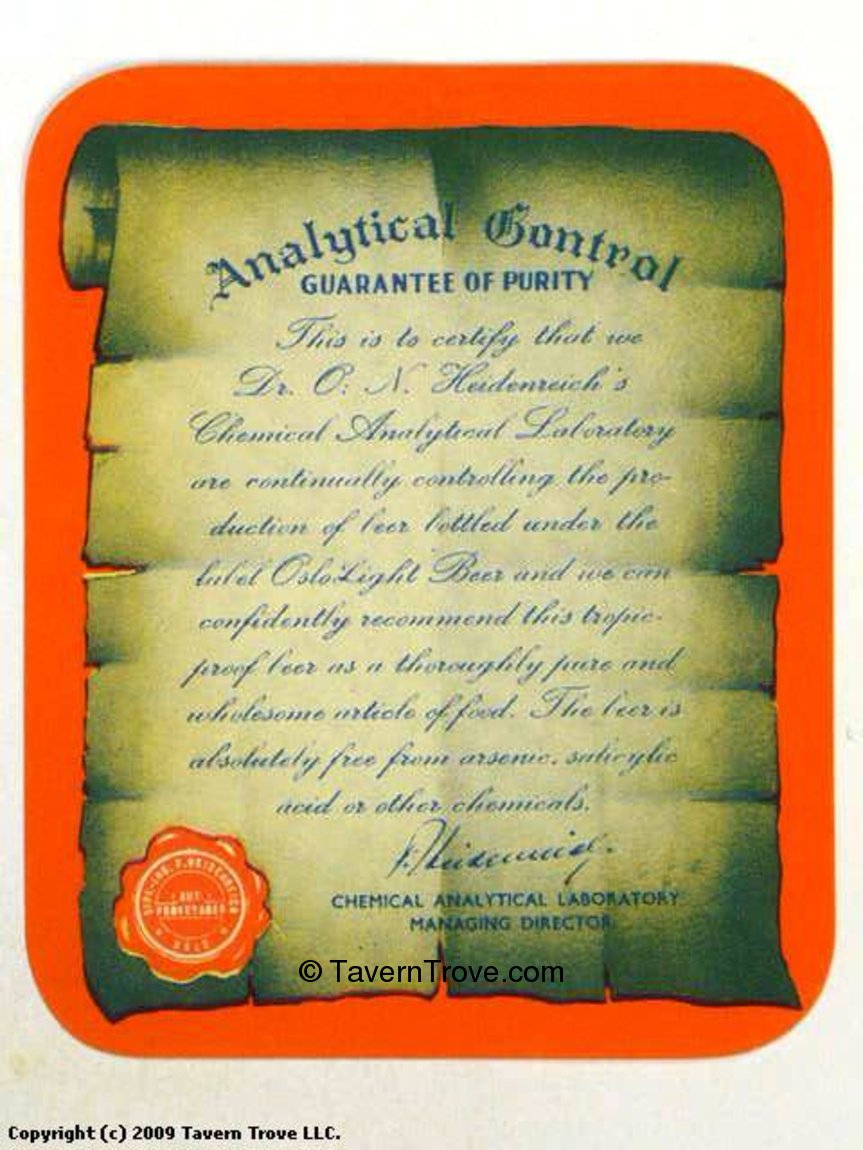 Analytical Control
GUARANTEE OF PURITY
This is to certify that we
Dr. O. N. Heidenreich's
Chemical Analytical Laboratory
are continually controlling the pro-
duction of beer bottled under the
label Oslo Light Beer and we can
confidently recommend this tropic-
proof beer as a thoroughly pure and
wholesome article of food. The beer is
absolutely free from arsenic, salicylic
acid or other chemicals.
CHEMICAL ANALYTICAL LABORATORY
MANAGING DIRECTOR
OSLO
© TavernTrove.com
Copyright (c) 2009 Tavern Trove LLC.